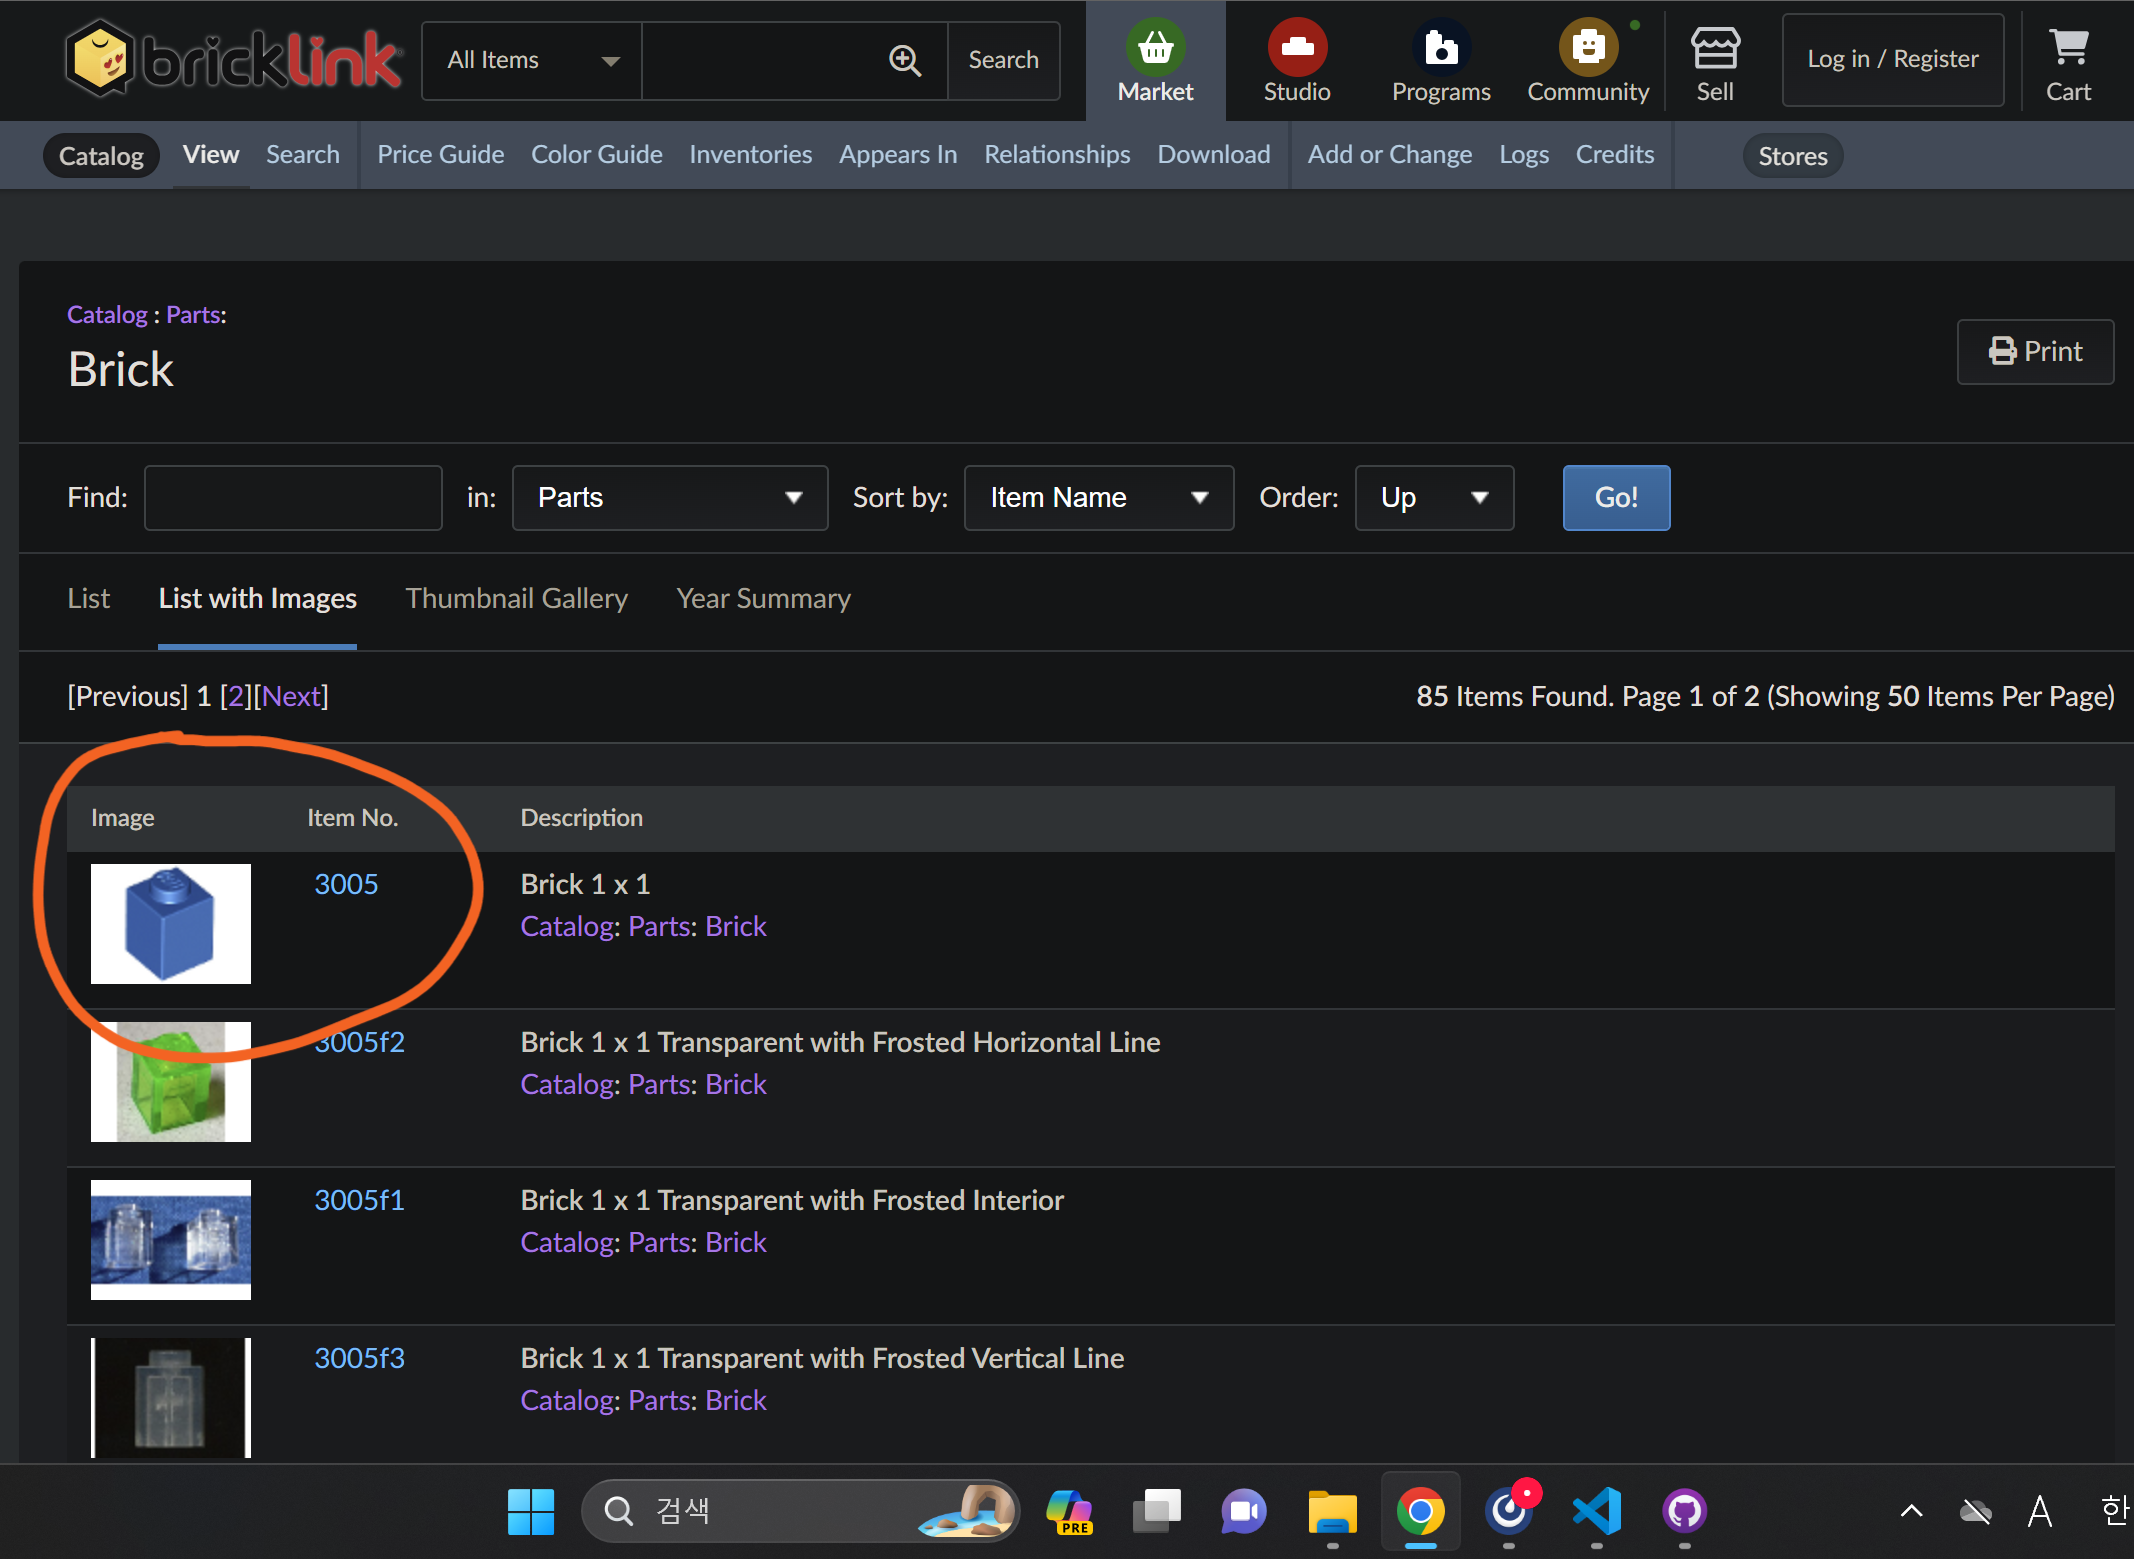 bricklink
All Items
Search
Market
Studio
Programs
Community
Sell
Log in / Register
Cart
Catalog View Search Price Guide Color Guide Inventories Appears In Relationships Download Add or Change Logs Credits Stores
Catalog : Parts:
Brick
Print
Find: in: Parts Sort by: Item Name Order: Up Go!
List List with Images Thumbnail Gallery Year Summary
[Previous] 1 [2][Next] 85 Items Found. Page 1 of 2 (Showing 50 Items Per Page)
Image Item No. Description
3005 Brick 1 x 1
Catalog: Parts: Brick
3005f2 Brick 1 x 1 Transparent with Frosted Horizontal Line
Catalog: Parts: Brick
3005f1 Brick 1 x 1 Transparent with Frosted Interior
Catalog: Parts: Brick
3005f3 Brick 1 x 1 Transparent with Frosted Vertical Line
Catalog: Parts: Brick
검색 PRE A 한